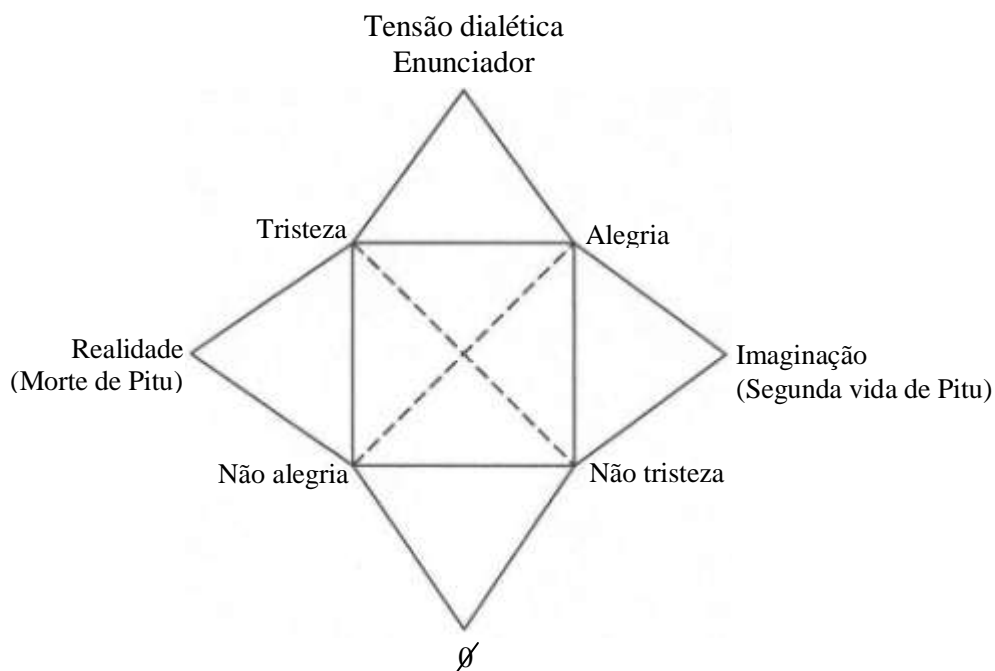 Tensão dialética
Enunciador
Tristeza
Alegria
Realidade
(Morte de Pitu)
Imaginação
(Segunda vida de Pitu)
Não alegria
Não tristeza
Ø